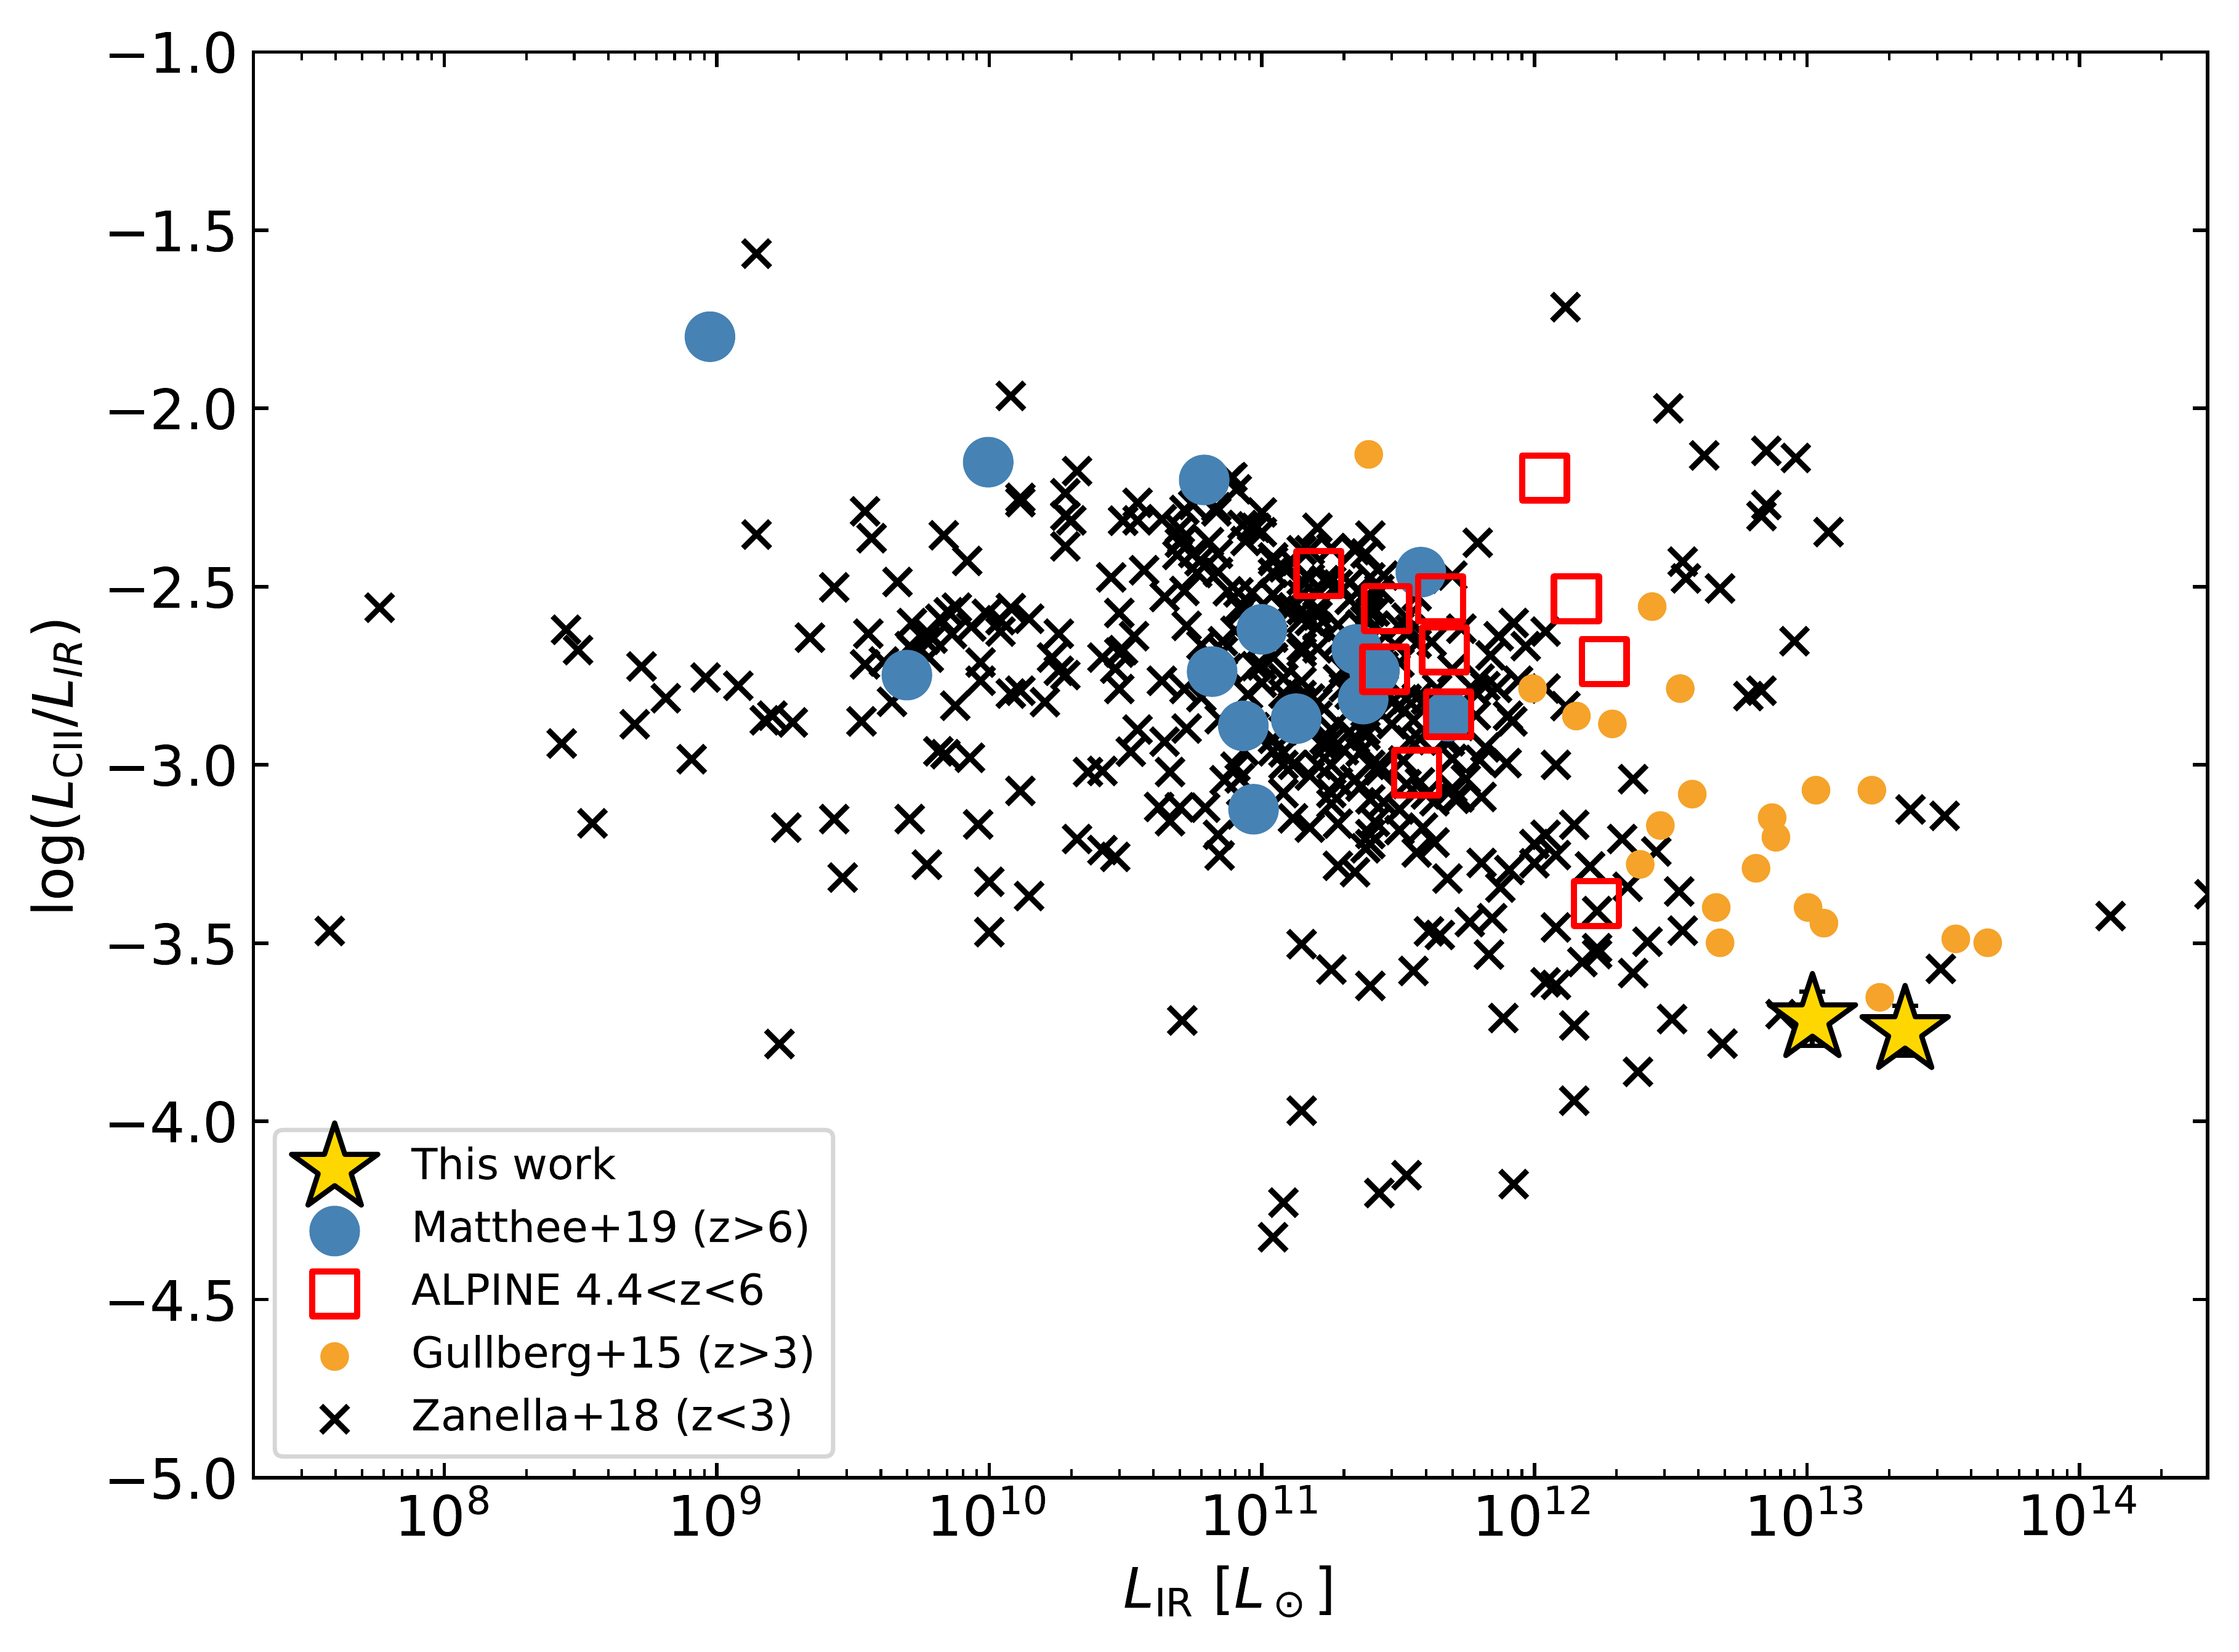 −1.0
−1.5
−2.0
−2.5
−3.0
−3.5
−4.0
−4.5
−5.0
log(L_CII/L_IR)
This work
Matthee+19 (z>6)
ALPINE 4.4<z<6
Gullberg+15 (z>3)
Zanella+18 (z<3)
10^8 10^9 10^10 10^11 10^12 10^13 10^14
L_IR [L_⊙]